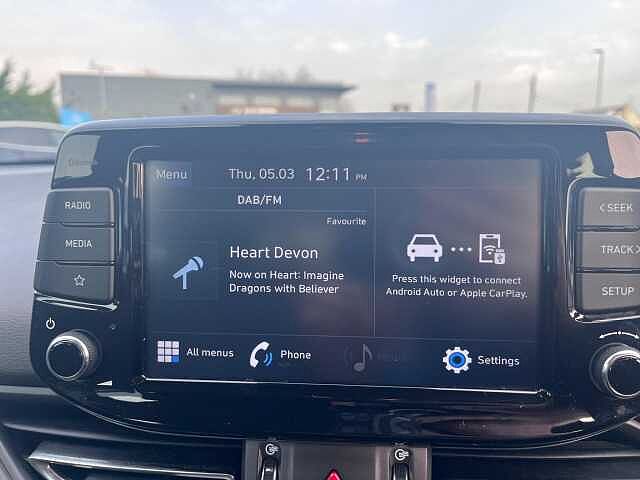 Menu
Thu, 05.03 12:11 PM
DAB/FM
Favourite
Heart Devon
Now on Heart: Imagine
Dragons with Believer
Press this widget to connect
Android Auto or Apple CarPlay.
All menus
Phone
Settings
RADIO
MEDIA
< SEEK
TRACK >
SETUP